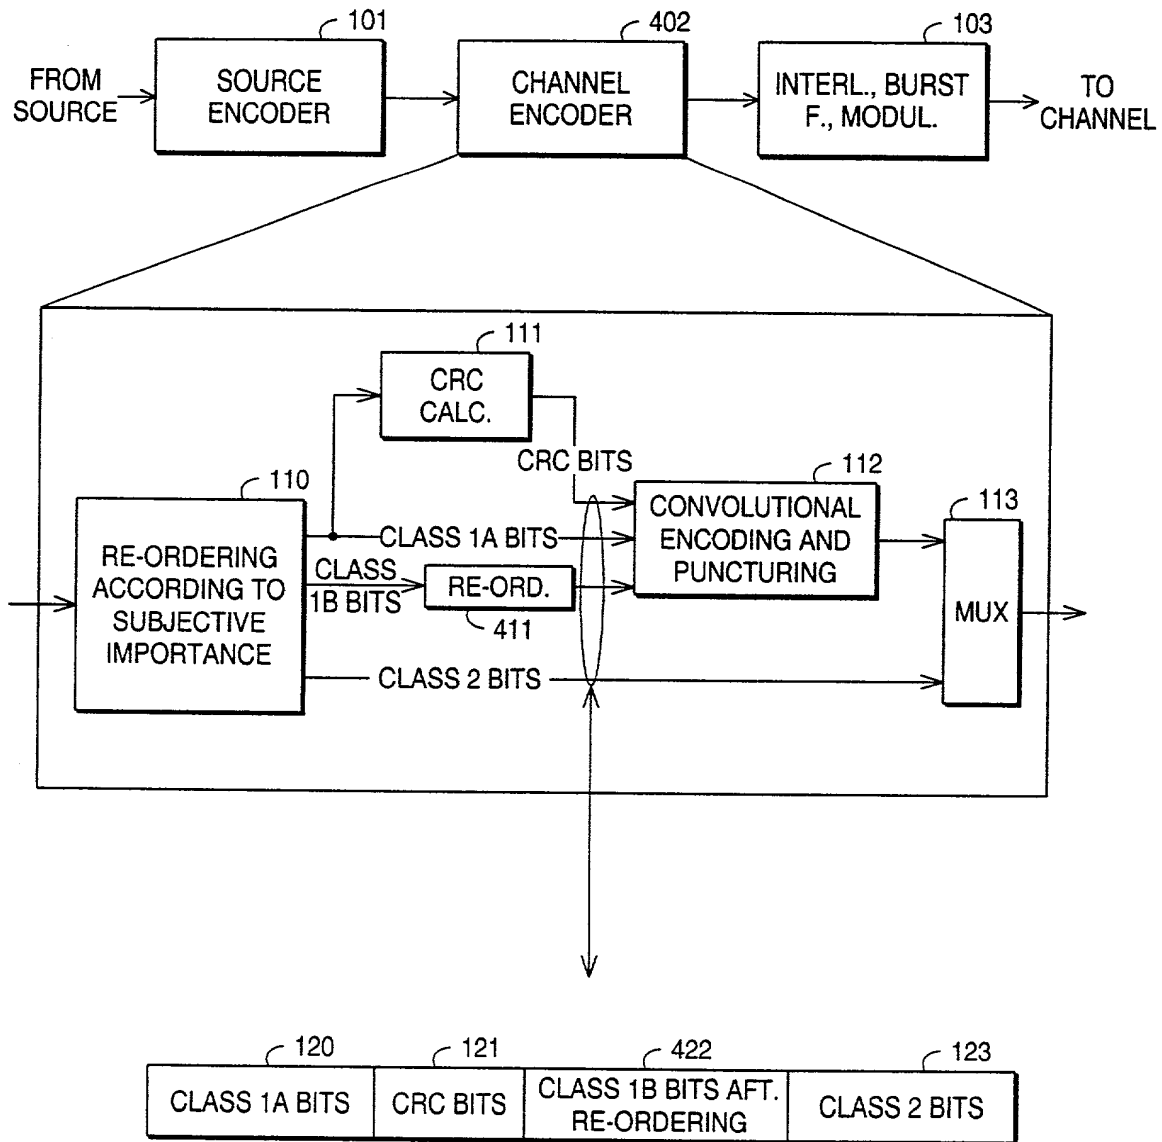 101
402
103
FROM
SOURCE
SOURCE
ENCODER
CHANNEL
ENCODER
INTERL., BURST
F., MODUL.
TO
CHANNEL
111
CRC
CALC.
CRC BITS
110
RE-ORDERING
ACCORDING TO
SUBJECTIVE
IMPORTANCE
CLASS 1A BITS
CLASS
1B BITS
RE-ORD.
411
CLASS 2 BITS
112
CONVOLUTIONAL
ENCODING AND
PUNCTURING
113
MUX
120
121
422
123
CLASS 1A BITS
CRC BITS
CLASS 1B BITS AFT.
RE-ORDERING
CLASS 2 BITS